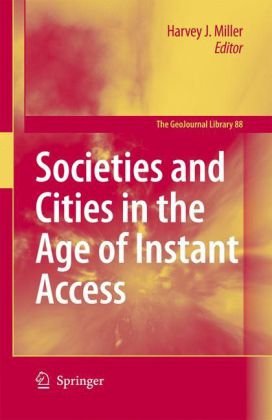 Harvey J. Miller
Editor
The GeoJournal Library 88
Societies and
Cities in the
Age of Instant
Access
Springer